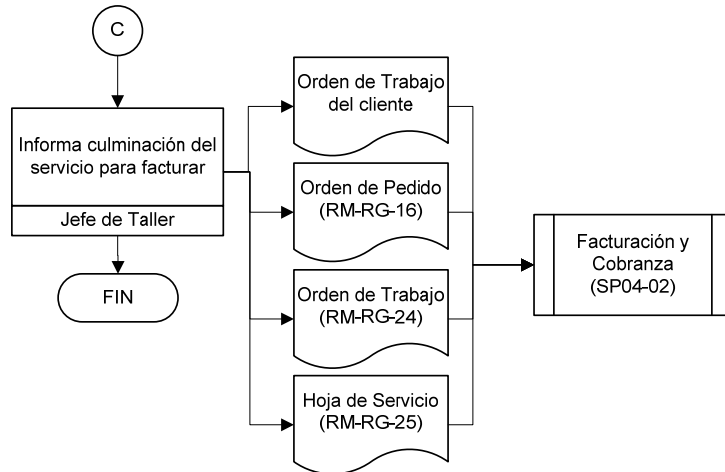 C
Informa culminación del
servicio para facturar
Jefe de Taller
FIN
Orden de Trabajo
del cliente
Orden de Pedido
(RM-RG-16)
Orden de Trabajo
(RM-RG-24)
Hoja de Servicio
(RM-RG-25)
Facturación y
Cobranza
(SP04-02)